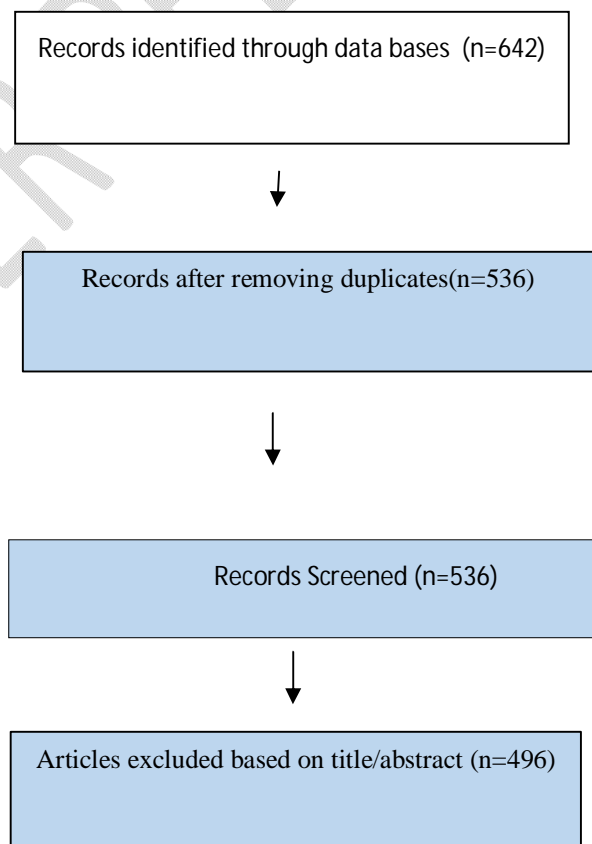 Records identified through data bases (n=642)
Records after removing duplicates(n=536)
Records Screened (n=536)
Articles excluded based on title/abstract (n=496)